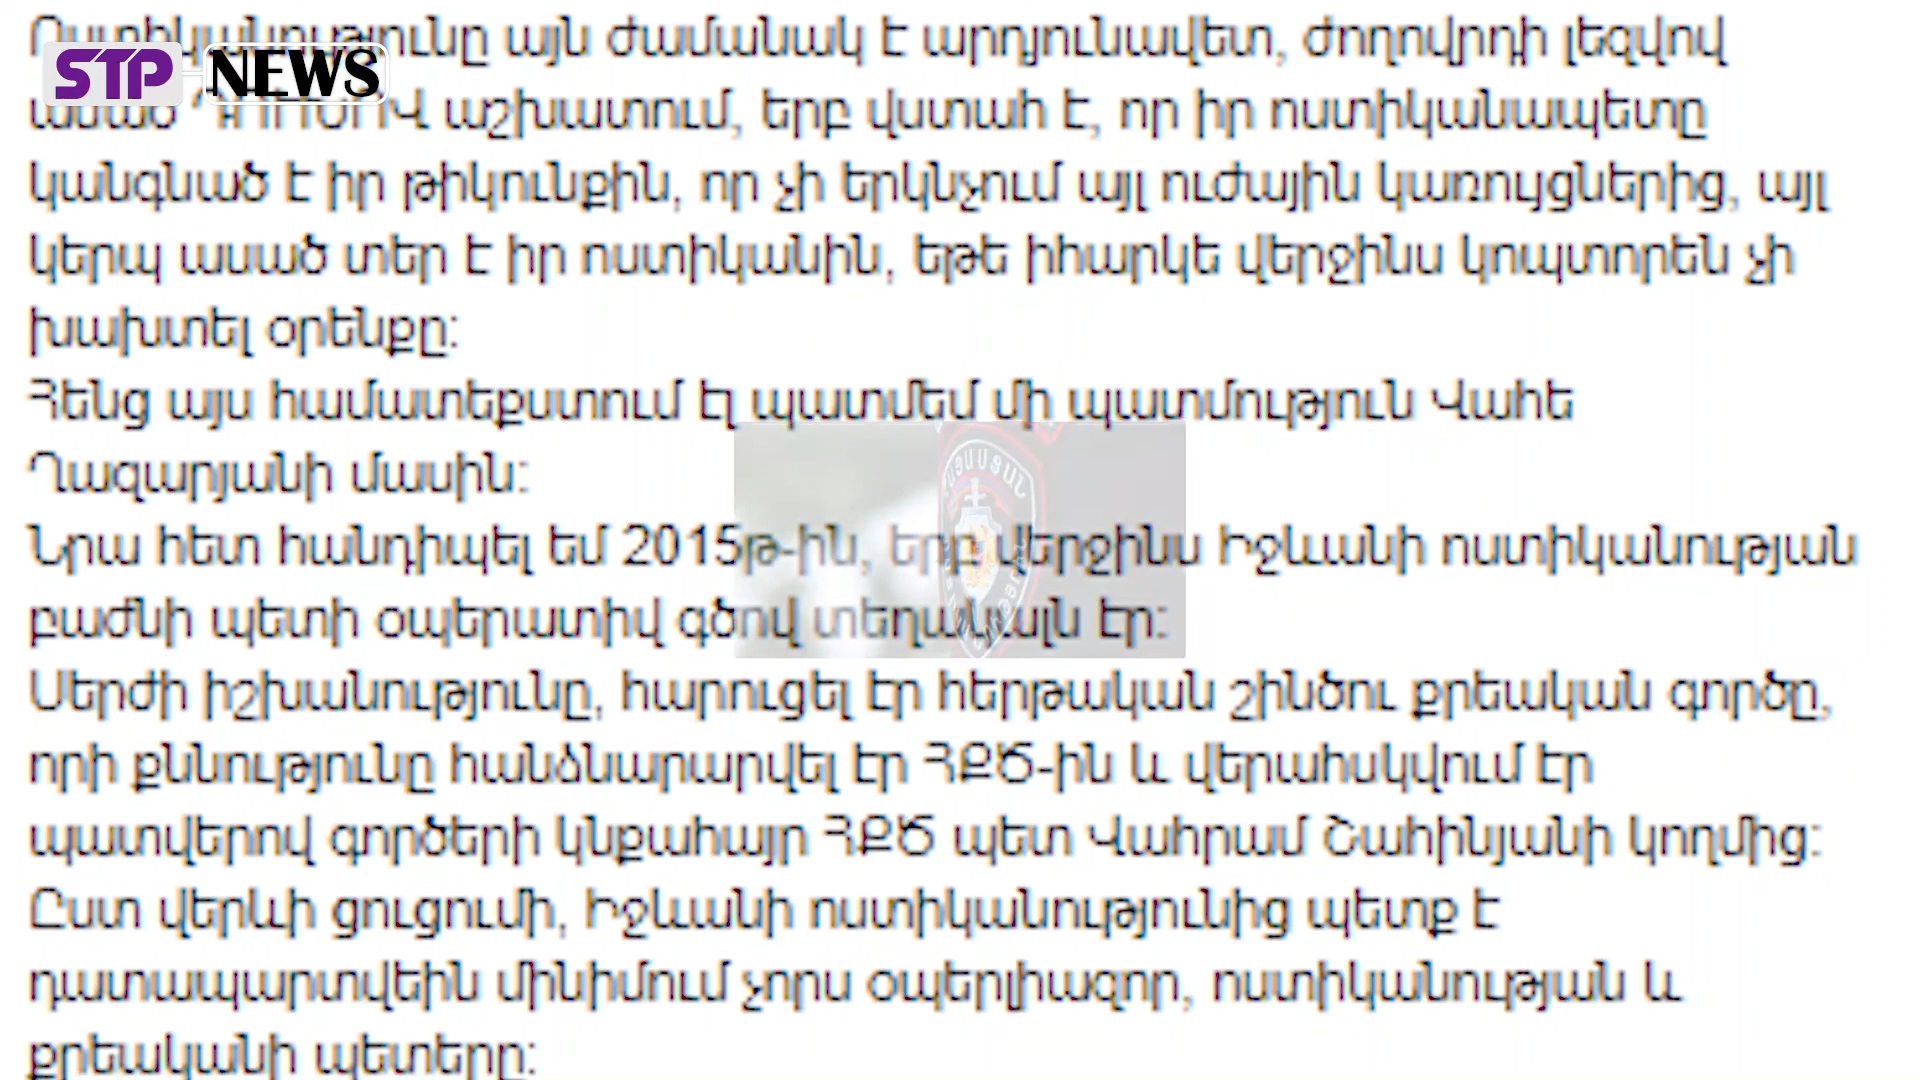 Ոստիկանությունը այն ժամանակ է արդյունավետ, ժողովրդի լեզվով
STP NEWS
ասած աշխատում, երբ վստահ է, որ իր ոստիկանապետը
կանգնած է իր թիկունքին, որ չի երկնչում այլ ուժային կառույցներից, այլ
կերպ ասած տեր է իր ոստիկանին, եթե իհարկե վերջինս կոպտորեն չի
խախտել օրենքը:
Հենց այս համատեքստում էլ պատմեմ մի պատմություն Վահե
Ղազարյանի մասին:
ՀԱՅԱՍՏԱՆ
Նրա հետ հանդիպել եմ 2015թ-ին, երբ վերջինս Իջևանի ոստիկանության
բաժնի պետի օպերատիվ գծով տեղակալն էր:
Սերժի իշխանությունը, հարուցել էր հերթական շինծու քրեական գործը,
որի քննությունը հանձնարարվել էր ՀՔԾ-ին և վերահսկվում էր
պատվերով գործերի կնքահայր ՀՔԾ պետ Վահրամ Շահինյանի կողմից:
Ըստ վերևի ցուցումի, Իջևանի ոստիկանությունից պետք է
դատապարտվեին մինիմում չորս օպերլիազոր, ոստիկանության և
քրեականի պետերը: